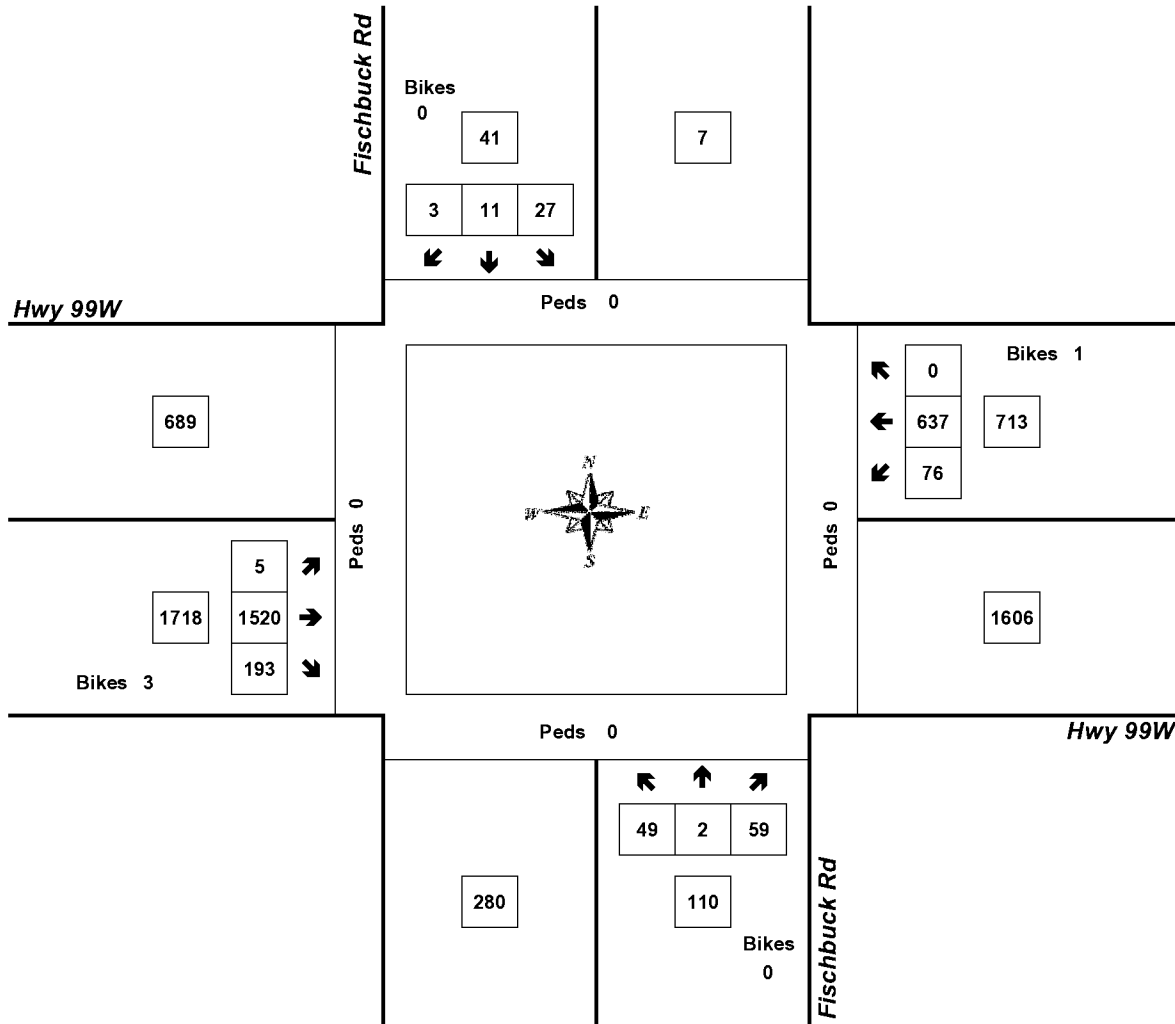 Fischbuck Rd
Bikes
0
41
7
3 11 27
Peds 0
Hwy 99W
Bikes 1
0
689
637 713
76
N
W E
S
Peds 0
Peds 0
5
1718 1520
1606
193
Bikes 3
Peds 0
Hwy 99W
49 2 59
280
110
Fischbuck Rd
Bikes
0